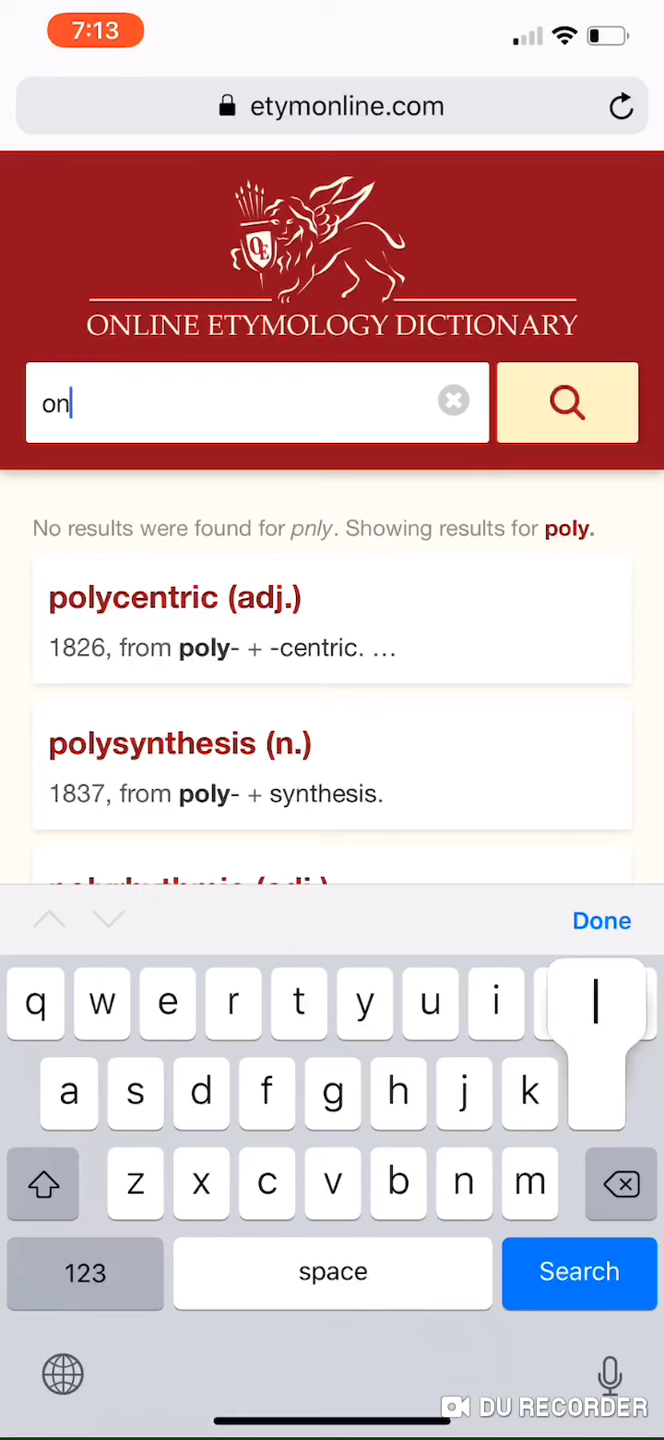 7:13
etymonline.com
OE
ONLINE ETYMOLOGY DICTIONARY
on
No results were found for pnly. Showing results for poly.
polycentric (adj.)
1826, from poly- + -centric. …
polysynthesis (n.)
1837, from poly- + synthesis.
Done
q w e r t y u i
l
a s d f g h j k
z x c v b n m
123 space Search
DU RECORDER